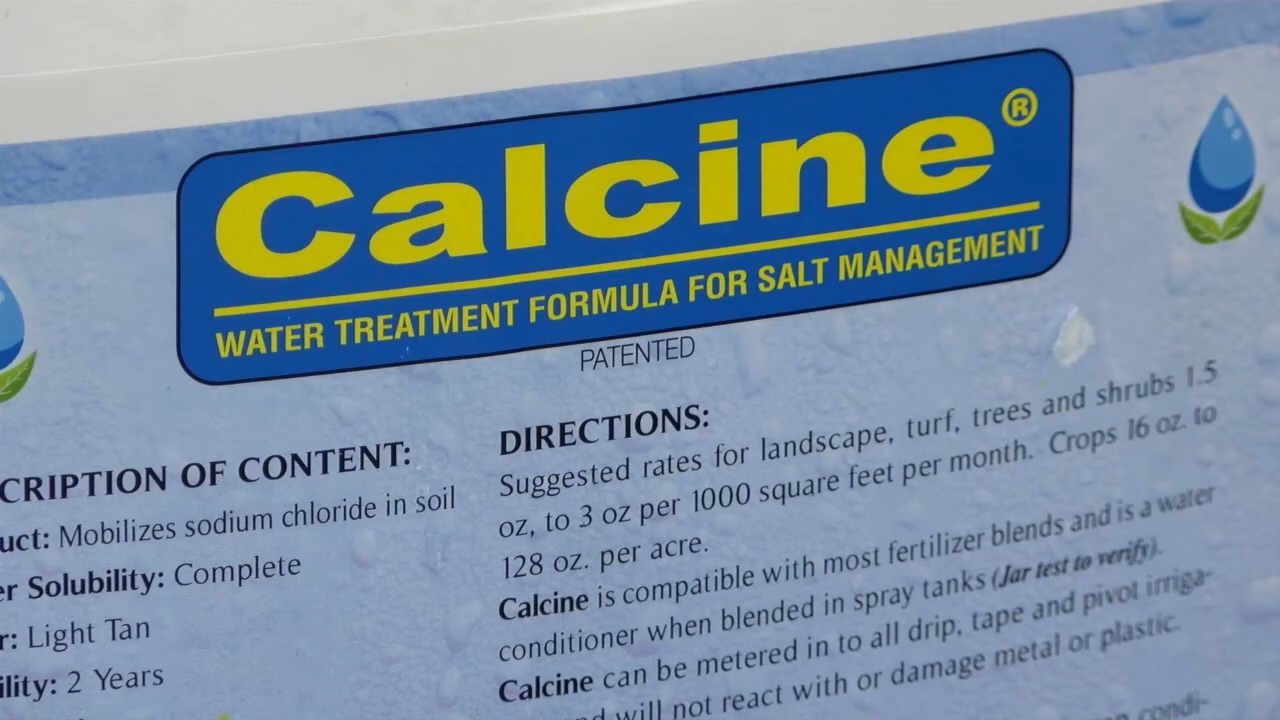 Calcine®
WATER TREATMENT FORMULA FOR SALT MANAGEMENT
PATENTED
CRIPTION OF CONTENT:
uct: Mobilizes sodium chloride in soil
er Solubility: Complete
r: Light Tan
ility: 2 Years
DIRECTIONS:
Suggested rates for landscape, turf, trees and shrubs 1.5
oz, to 3 oz per 1000 square feet per month. Crops 16 oz. to
128 oz. per acre.
Calcine is compatible with most fertilizer blends and is a water
conditioner when blended in spray tanks (Jar test to verify).
Calcine can be metered in to all drip, tape and pivot irriga-
will not react with or damage metal or plastic.
condi-